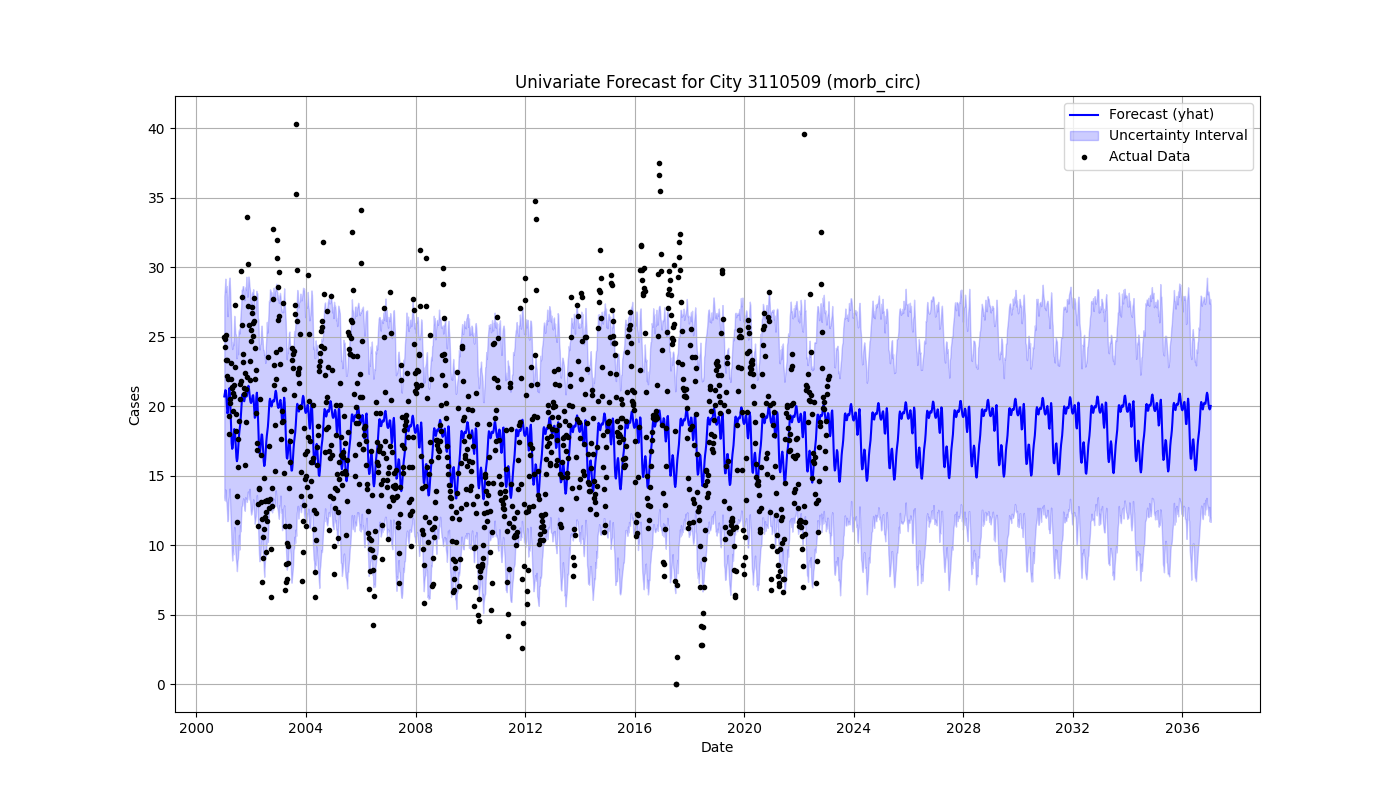 Univariate Forecast for City 3110509 (morb_circ)
Forecast (yhat)
Uncertainty Interval
Actual Data
Cases
40
35
30
25
20
15
10
5
0
2000 2004 2008 2012 2016 2020 2024 2028 2032 2036
Date